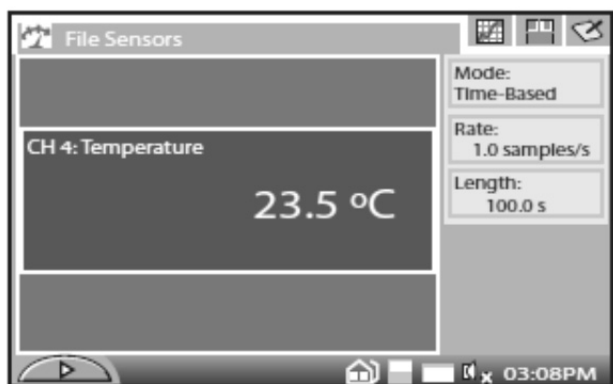 File Sensors
Mode:
Time-Based
CH 4: Temperature
23.5 ºC
Rate:
1.0 samples/s
Length:
100.0 s
03:08PM